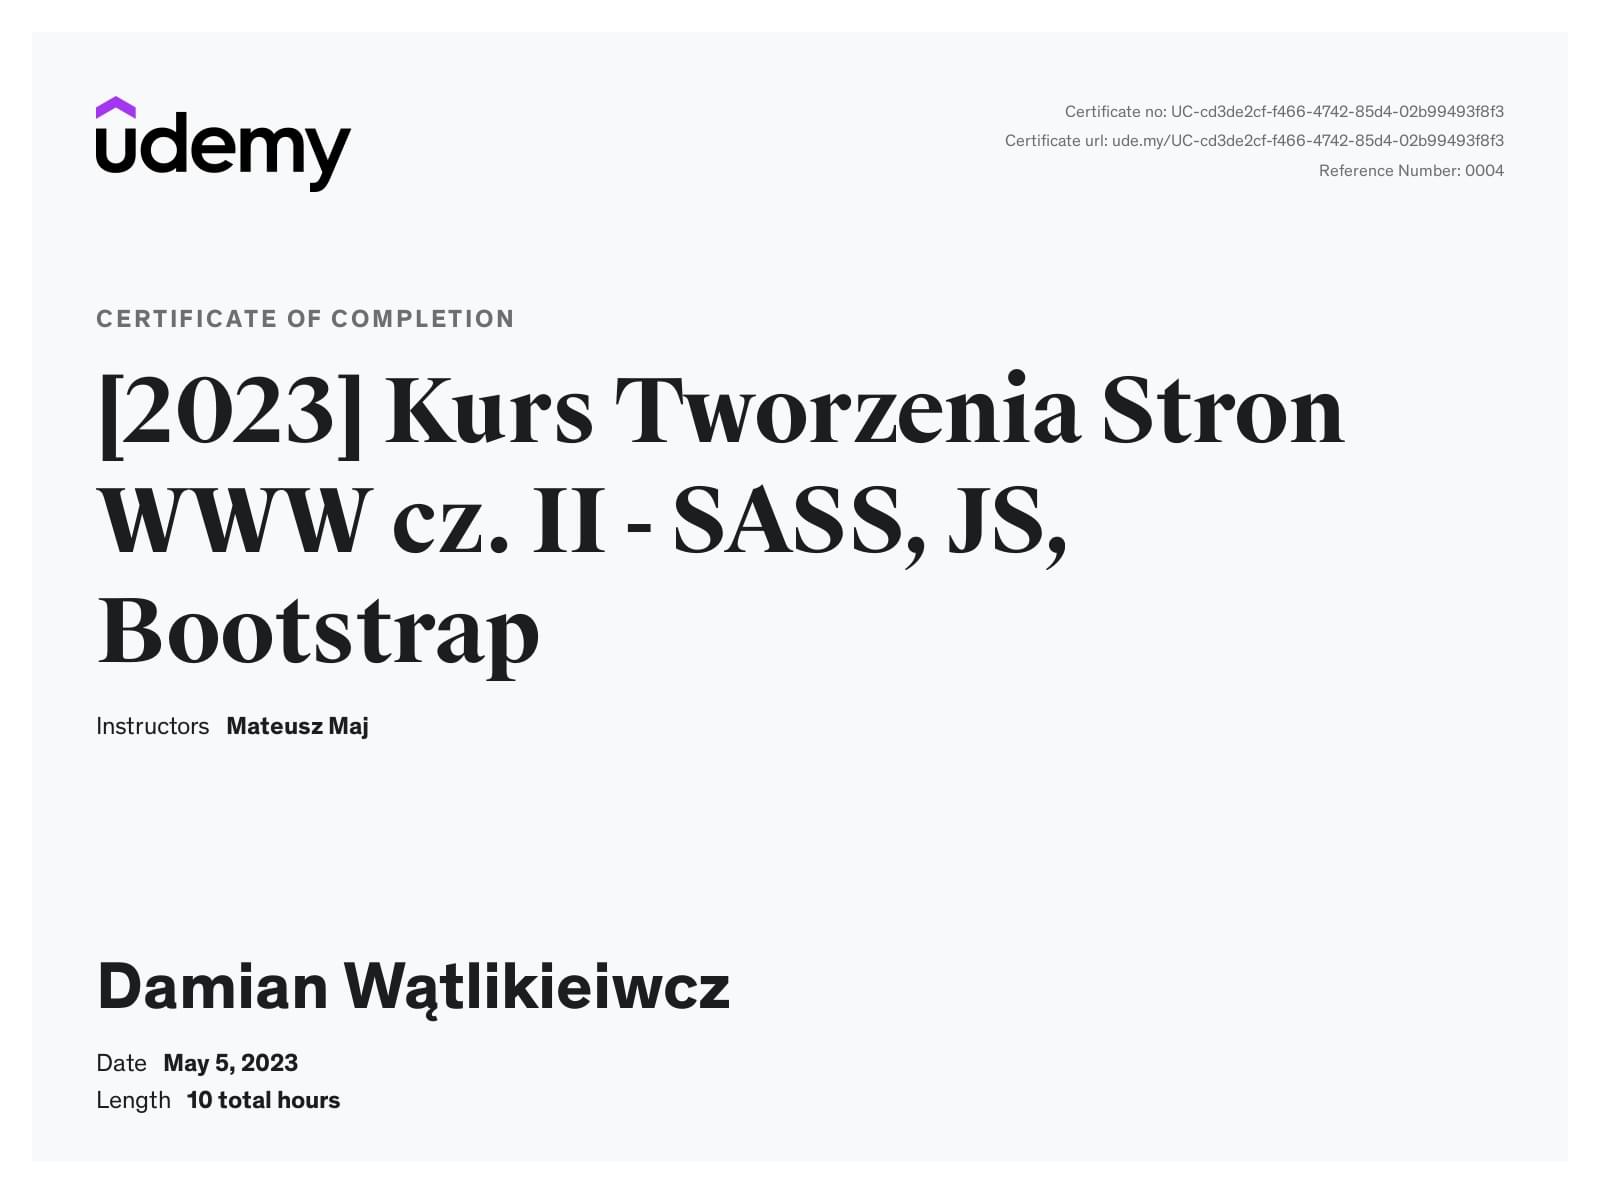 udemy
Certificate no: UC-cd3de2cf-f466-4742-85d4-02b99493f8f3
Certificate url: ude.my/UC-cd3de2cf-f466-4742-85d4-02b99493f8f3
Reference Number: 0004
CERTIFICATE OF COMPLETION
[2023] Kurs Tworzenia Stron
WWW cz. II - SASS, JS,
Bootstrap
Instructors Mateusz Maj
Damian Wątlikieiwcz
Date May 5, 2023
Length 10 total hours